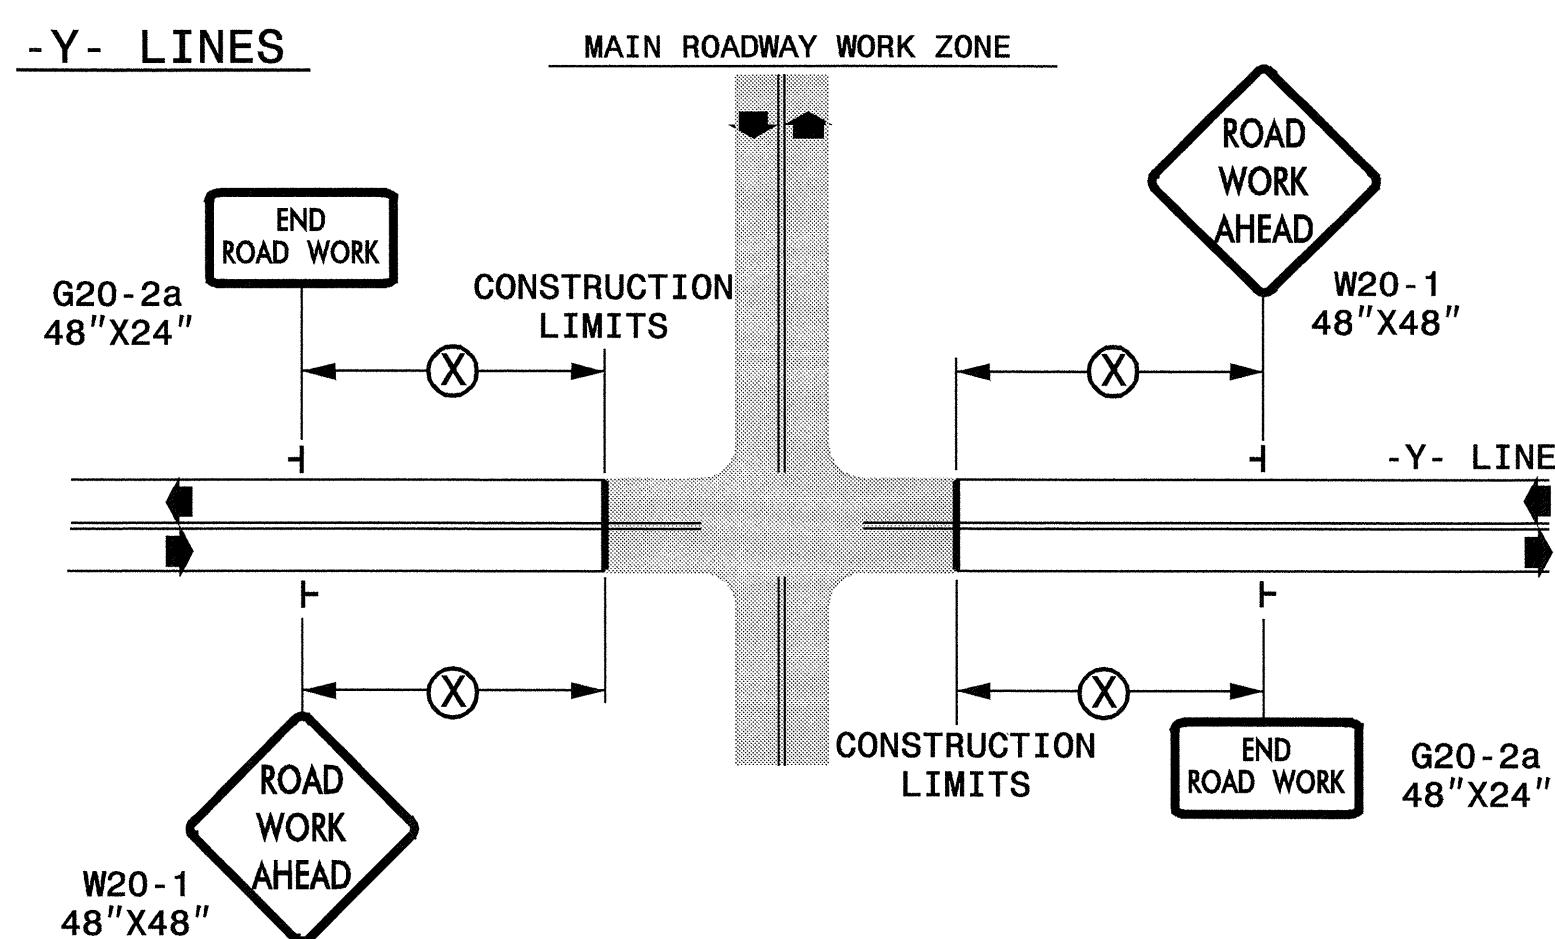 -Y- LINES
MAIN ROADWAY WORK ZONE
ROAD
WORK
AHEAD
END
ROAD WORK
G20-2a
48"X24"
CONSTRUCTION
LIMITS
W20-1
48"X48"
X
X
-Y- LINE
X
X
CONSTRUCTION
LIMITS
END
ROAD WORK
G20-2a
48"X24"
ROAD
WORK
AHEAD
W20-1
48"X48"